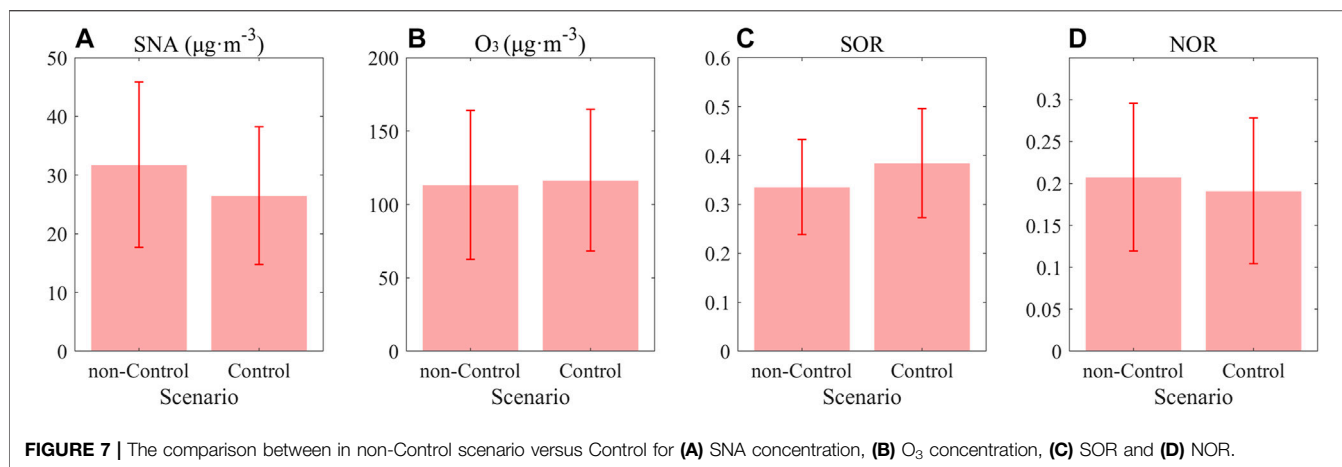 A SNA (μg·m⁻³)
50
40
30
20
10
0
non-Control Control
Scenario
B O₃ (μg·m⁻³)
200
150
100
50
0
non-Control Control
Scenario
C SOR
0.6
0.5
0.4
0.3
0.2
0.1
0
non-Control Control
Scenario
D NOR
0.3
0.25
0.2
0.15
0.1
0.05
0
non-Control Control
Scenario
FIGURE 7 | The comparison between in non-Control scenario versus Control for (A) SNA concentration, (B) O₃ concentration, (C) SOR and (D) NOR.